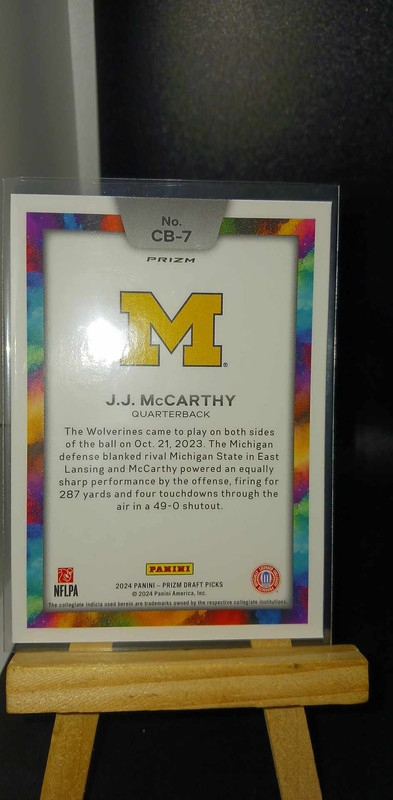 No.
CB-7
PRIZM
M
J.J. McCARTHY
QUARTERBACK
The Wolverines came to play on both sides
of the ball on Oct. 21, 2023. The Michigan
defense blanked rival Michigan State in East
Lansing and McCarthy powered an equally
sharp performance by the offense, firing for
287 yards and four touchdowns through the
air in a 49-0 shutout.
PANINI
NFLPA
2024 PANINI – PRIZM DRAFT PICKS
© 2024 Panini America, Inc.
The collegiate indicia used herein are trademarks owned by the respective collegiate institutions.